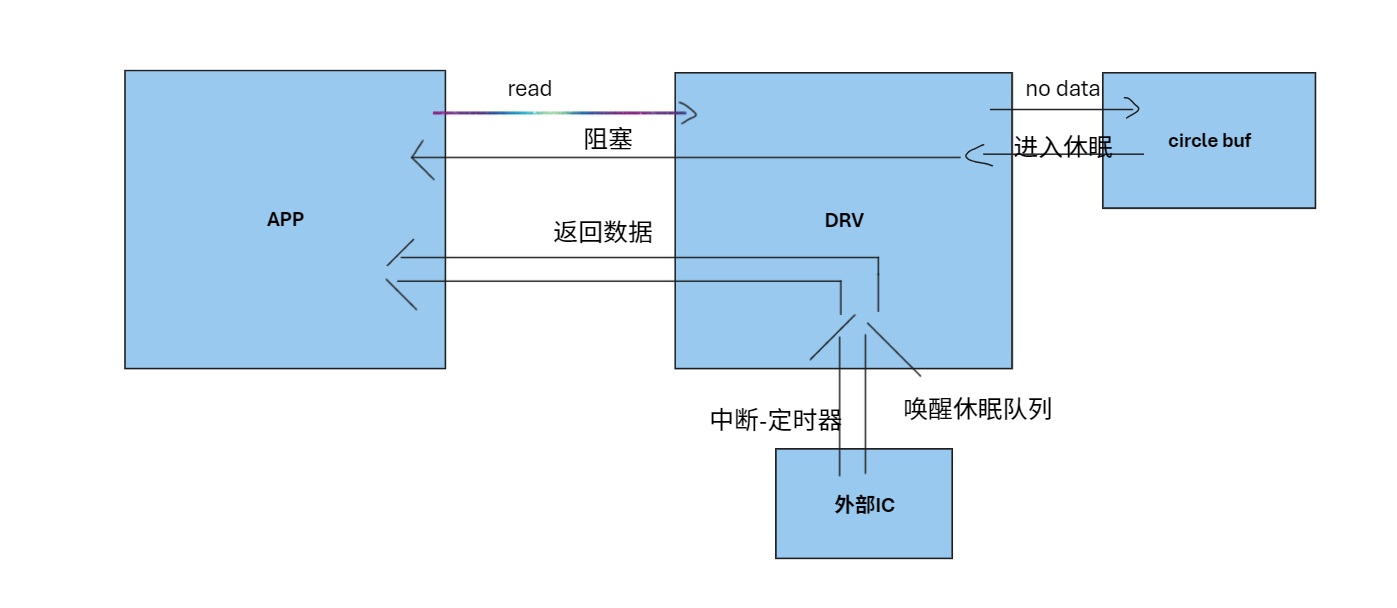 read
no data
阻塞
进入休眠
circle buf
APP
DRV
返回数据
中断-定时器
唤醒休眠队列
外部IC